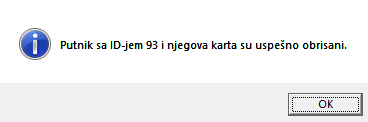 Putnik sa ID-jem 93 i njegova karta su uspešno obrisani.
OK